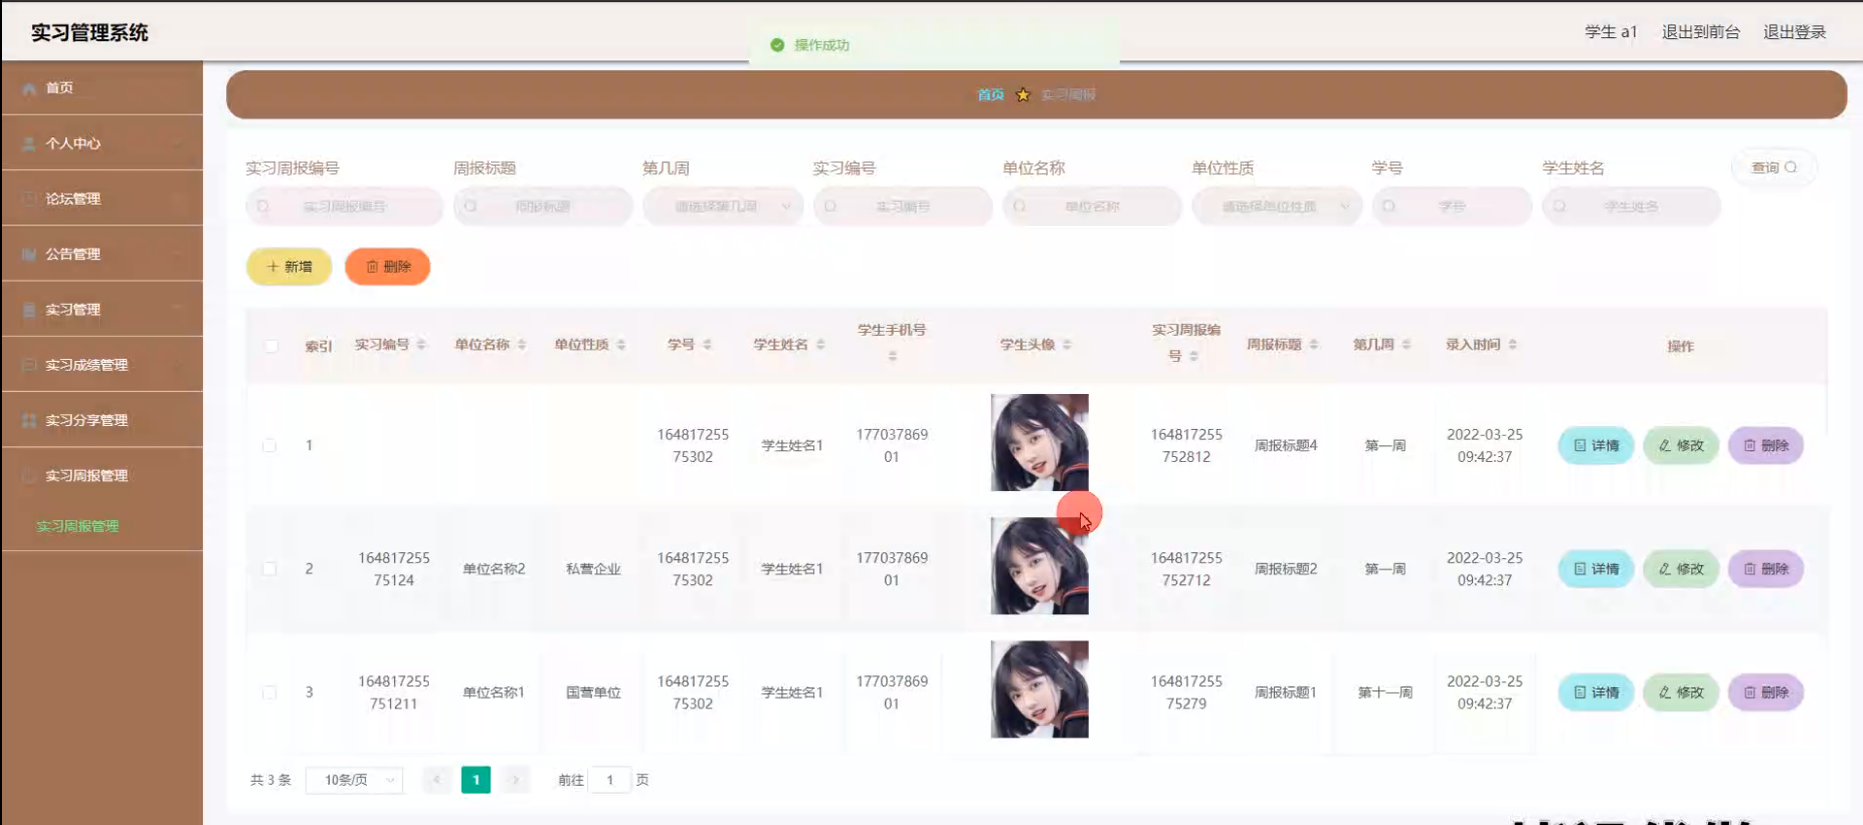 实习管理系统
操作成功
学生 a1 退出到前台 退出登录
首页
个人中心
论坛管理
公告管理
实习管理
实习成绩管理
实习分享管理
实习周报管理
实习周报管理
首页 实习周报
实习周报编号 周报标题 第几周 实习编号 单位名称 单位性质 学号 学生姓名 查询
实习周报编号 周报标题 请选择第几周 实习编号 单位名称 请选择单位性质 学号 学生姓名
新增 删除
索引 实习编号 单位名称 单位性质 学号 学生姓名 学生手机号 学生头像 实习周报编号 周报标题 第几周 录入时间 操作
1 16481725575302 学生姓名1 17703786901 164817255752812 周报标题4 第一周 2022-03-25 09:42:37 详情 修改 删除
2 16481725575124 单位名称2 私营企业 16481725575302 学生姓名1 17703786901 164817255752712 周报标题2 第一周 2022-03-25 09:42:37 详情 修改 删除
3 164817255751211 单位名称1 国营单位 16481725575302 学生姓名1 17703786901 16481725575279 周报标题1 第十一周 2022-03-25 09:42:37 详情 修改 删除
共 3 条 10条/页 1 前往 1 页